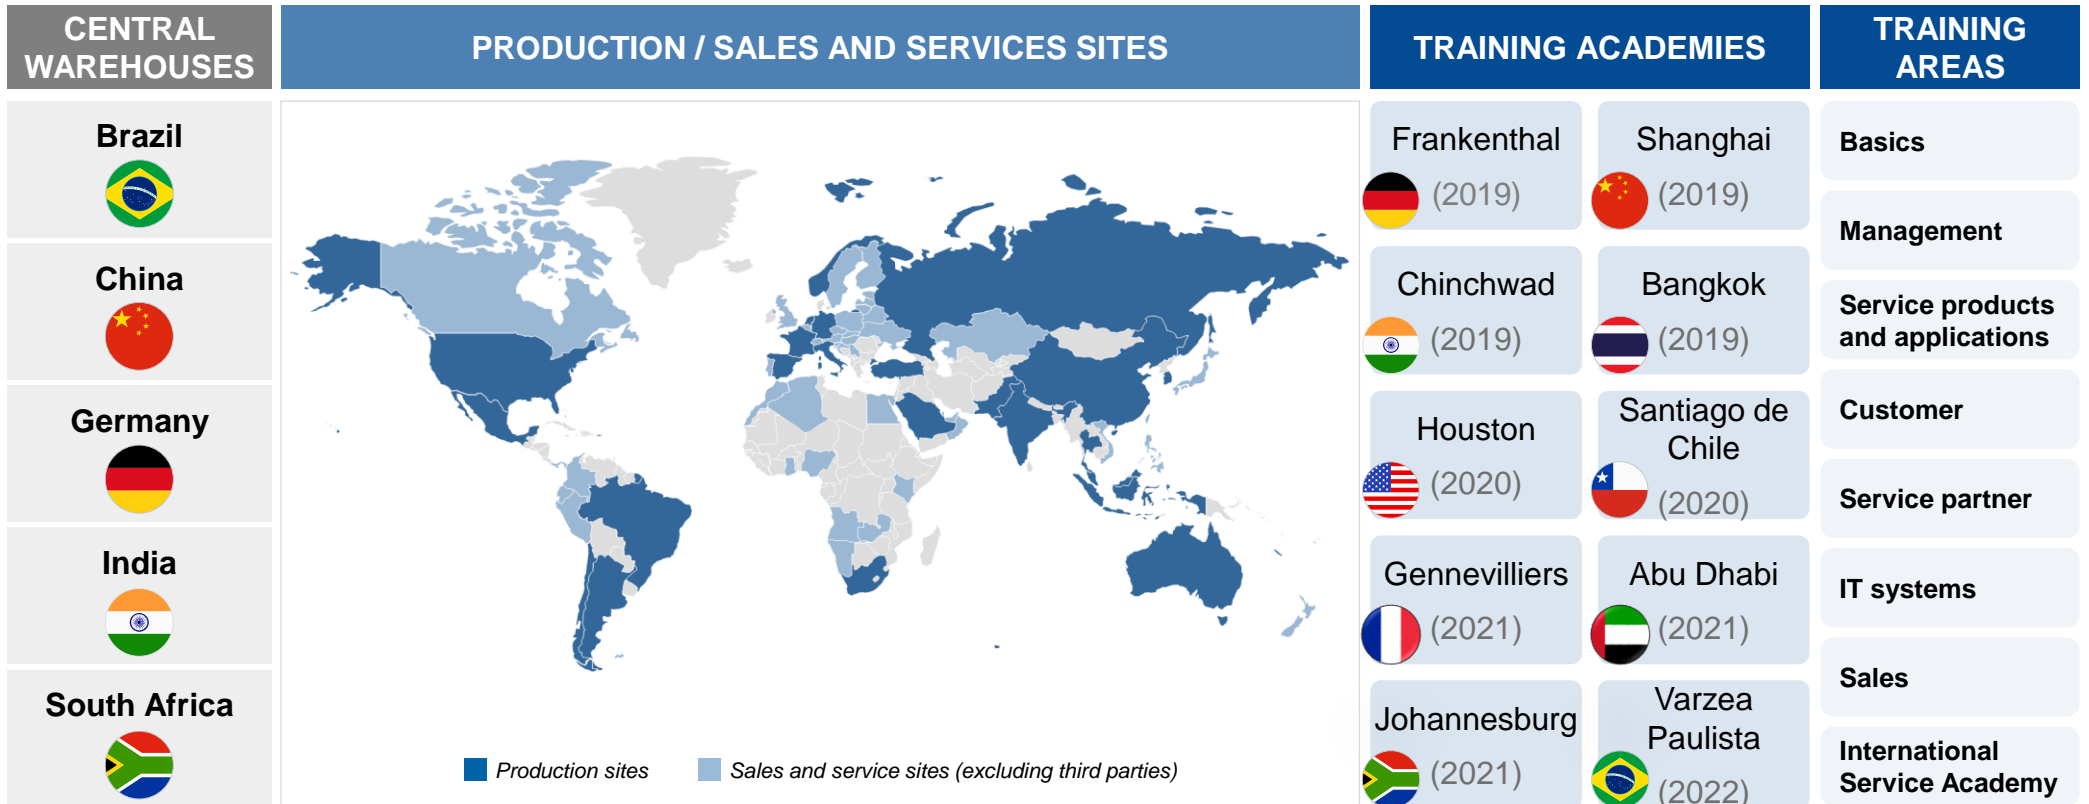 CENTRAL
WAREHOUSES
Brazil
China
Germany
India
South Africa
PRODUCTION / SALES AND SERVICES SITES
Production sites
Sales and service sites (excluding third parties)
TRAINING ACADEMIES
Frankenthal
(2019)
Shanghai
(2019)
Chinchwad
(2019)
Bangkok
(2019)
Houston
(2020)
Santiago de
Chile
(2020)
Gennevilliers
(2021)
Abu Dhabi
(2021)
Johannesburg
(2021)
Varzea
Paulista
(2022)
TRAINING
AREAS
Basics
Management
Service products
and applications
Customer
Service partner
IT systems
Sales
International
Service Academy